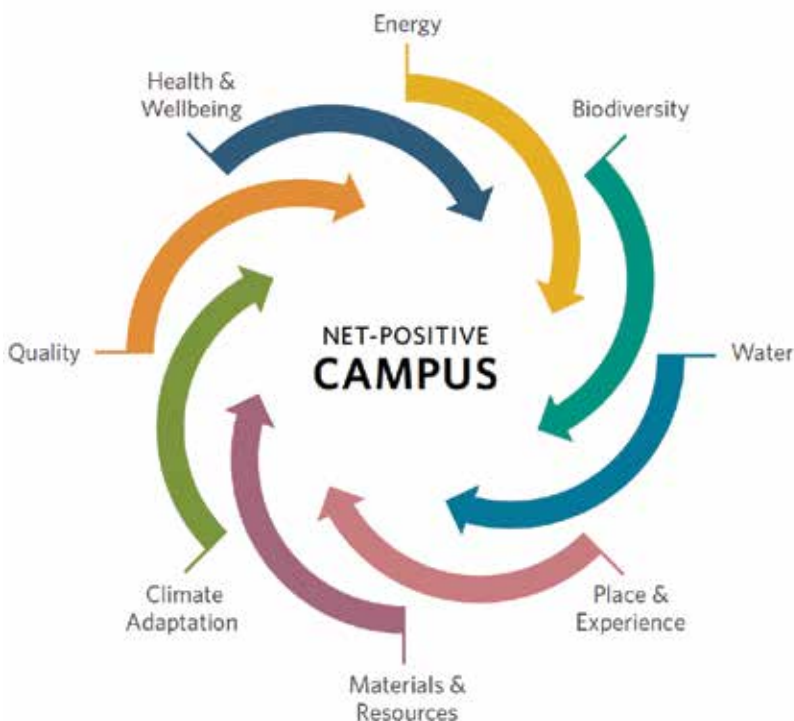 Energy
Health &
Wellbeing
Biodiversity
NET-POSITIVE
CAMPUS
Quality
Water
Climate
Adaptation
Place &
Experience
Materials &
Resources